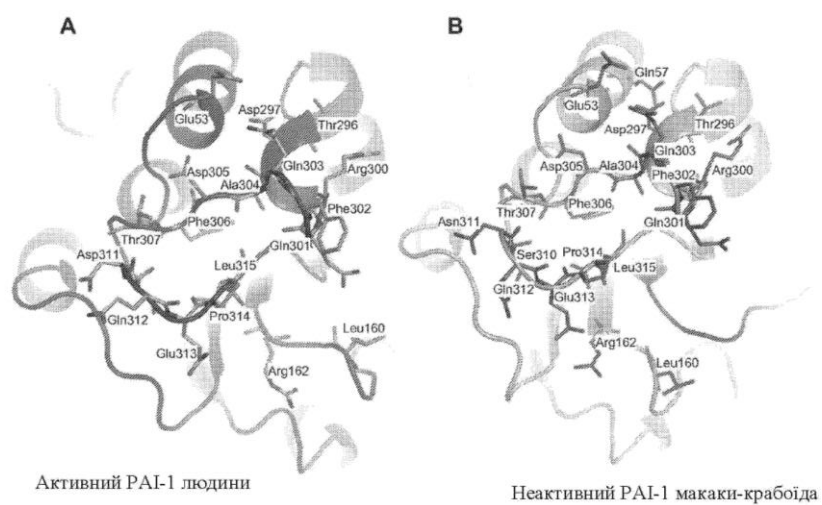 A
Glu53
Asp297
Thr296
Gln303
Asp305
Ala304
Arg300
Phe302
Phe306
Thr307
Gln301
Asp311
Leu315
Gln312
Pro314
Glu313
Leu160
Arg162
Активний PAI-1 людини
B
Gln57
Glu53
Thr296
Asp297
Gln303
Asp305
Ala304
Phe302
Arg300
Thr307
Phe306
Gln301
Asn311
Ser310
Pro314
Leu315
Gln312
Glu313
Arg162
Leu160
Неактивний PAI-1 макаки-крабоїда